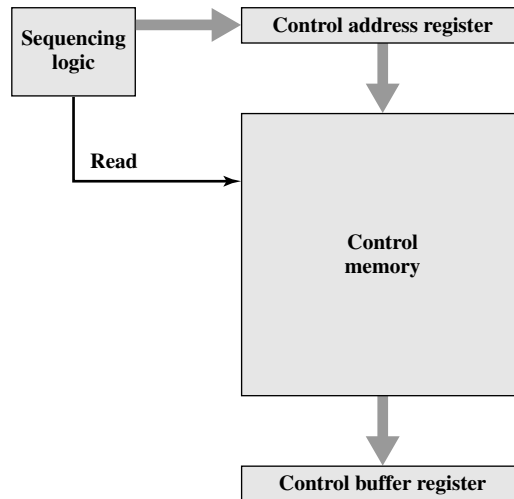 Sequencing
logic
Control address register
Read
Control
memory
Control buffer register